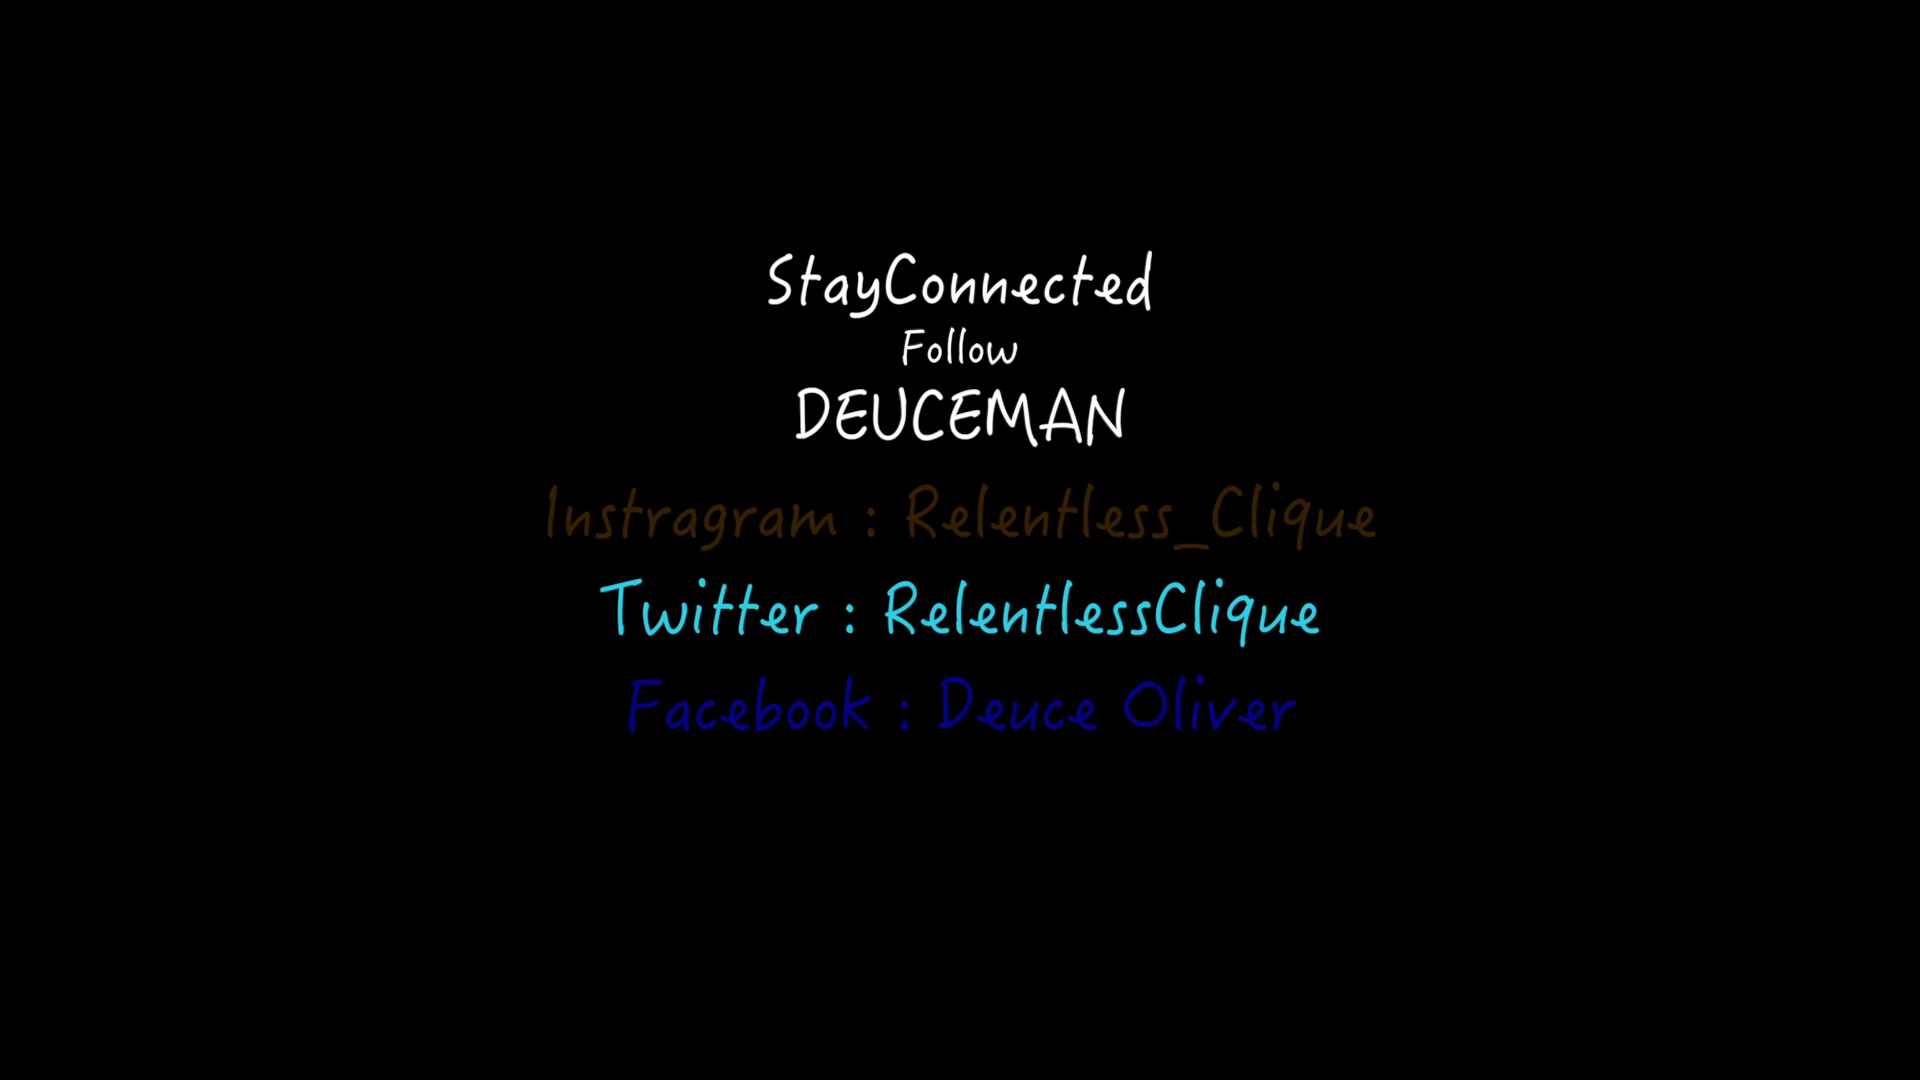 StayConnected
Follow
DEUCEMAN
Instragram : Relentless_Clique
Twitter : RelentlessClique
Facebook : Deuce Oliver